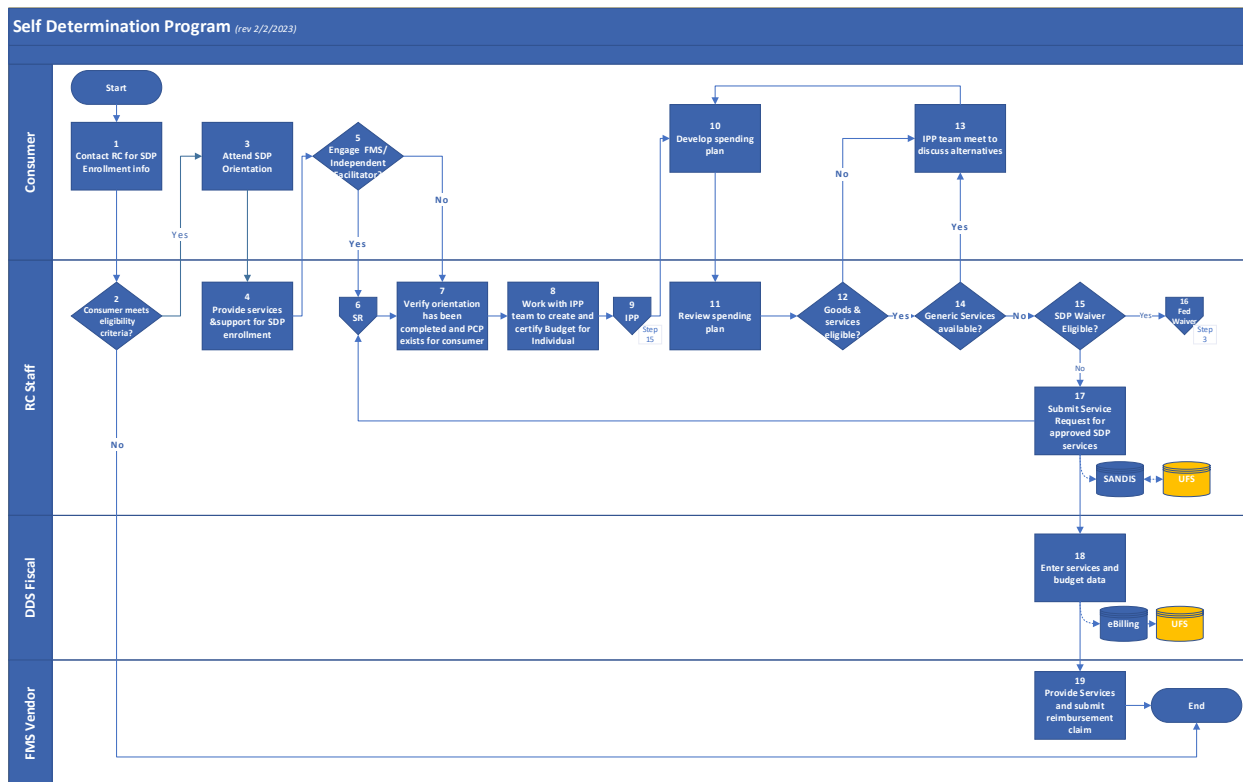 Self Determination Program (rev 2/2/2023)
Consumer
Start
1
Contact RC for SDP
Enrollment info
3
Attend SDP
Orientation
5
Engage FMS/
Independent
Facilitator?
10
Develop spending
plan
13
IPP team meet to
discuss alternatives
Yes
No
Yes
No
Yes
RC Staff
2
Consumer meets
eligibility
criteria?
4
Provide services
&support for SDP
enrollment
6
SR
7
Verify orientation
has been
completed and PCP
exists for consumer
8
Work with IPP
team to create and
certify Budget for
Individual
9
IPP
Step
15
11
Review spending
plan
12
Goods &
services
eligible?
Yes
14
Generic Services
available?
No
15
SDP Waiver
Eligible?
Yes
16
Fed
Waiver
Step
3
No
17
Submit Service
Request for
approved SDP
services
No
SANDIS
UFS
DDS Fiscal
18
Enter services and
budget data
eBilling
UFS
FMS Vendor
19
Provide Services
and submit
reimbursement
claim
End